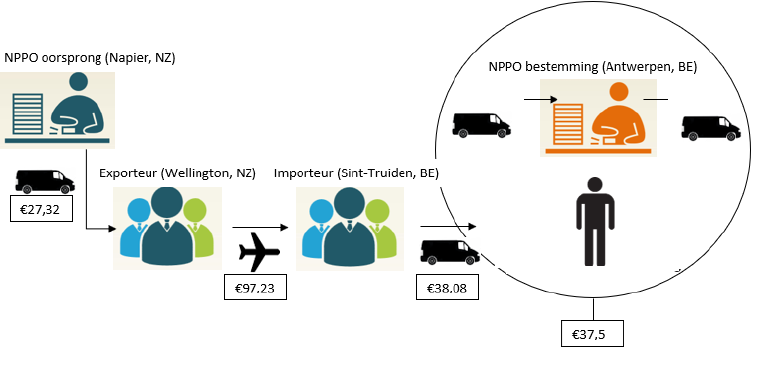 NPPO oorsprong (Napier, NZ)
NPPO bestemming (Antwerpen, BE)
Exporteur (Wellington, NZ)
Importeur (Sint-Truiden, BE)
€27,32
€97.23
€38.08
€37,5